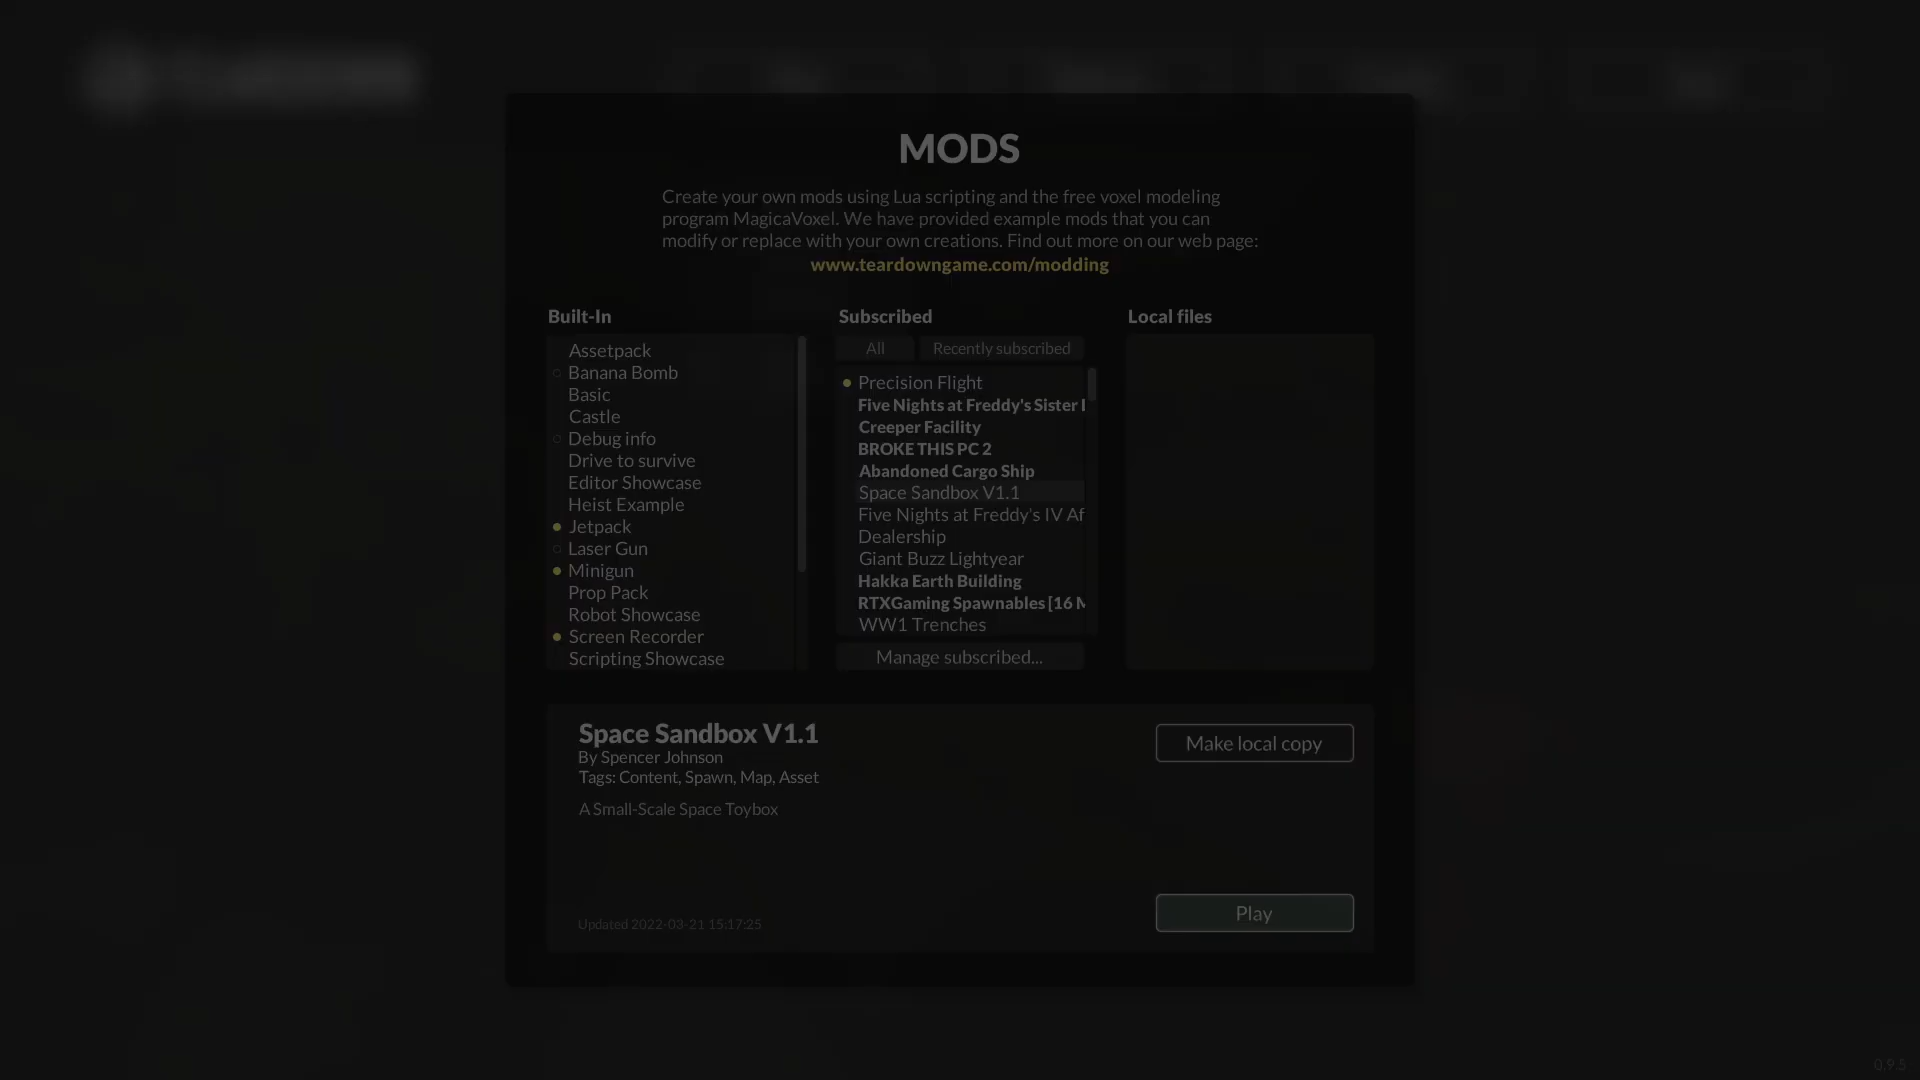 MODS
Create your own mods using Lua scripting and the free voxel modeling
program MagicaVoxel. We have provided example mods that you can
modify or replace with your own creations. Find out more on our web page:
www.teardowngame.com/modding
Built-In
Assetpack
Banana Bomb
Basic
Castle
Debug info
Drive to survive
Editor Showcase
Heist Example
Jetpack
Laser Gun
Minigun
Prop Pack
Robot Showcase
Screen Recorder
Scripting Showcase
Subscribed
All Recently subscribed
Precision Flight
Five Nights at Freddy's Sister
Creeper Facility
BROKE THIS PC 2
Abandoned Cargo Ship
Space Sandbox V1.1
Five Nights at Freddy's IV Af
Dealership
Giant Buzz Lightyear
Hakka Earth Building
RTXGaming Spawnables [16
WW1 Trenches
Manage subscribed...
Local files
Space Sandbox V1.1
By Spencer Johnson
Tags: Content, Spawn, Map, Asset
A Small-Scale Space Toybox
Updated 2022-03-21 15:17:25
Make local copy
Play
0.9.5